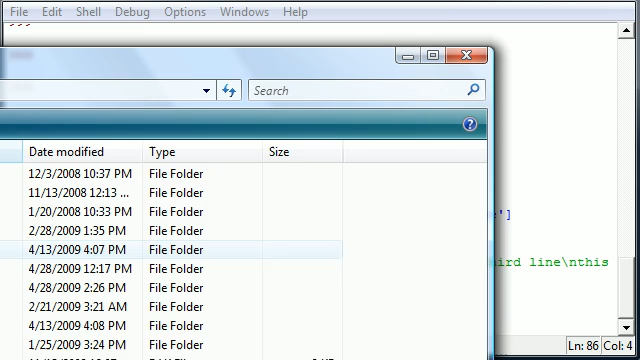 File Edit Shell Debug Options Windows Help
>>>
Search
Date modified Type Size
12/3/2008 10:37 PM File Folder
11/13/2008 12:13 ... File Folder
1/20/2008 10:33 PM File Folder
2/28/2009 1:35 PM File Folder
e']
4/13/2009 4:07 PM File Folder
hird line\nthis
4/28/2009 12:17 PM File Folder
4/28/2009 2:26 PM File Folder
2/21/2009 3:21 AM File Folder
4/13/2009 4:08 PM File Folder
1/25/2009 3:24 PM File Folder
Ln: 86 Col: 4